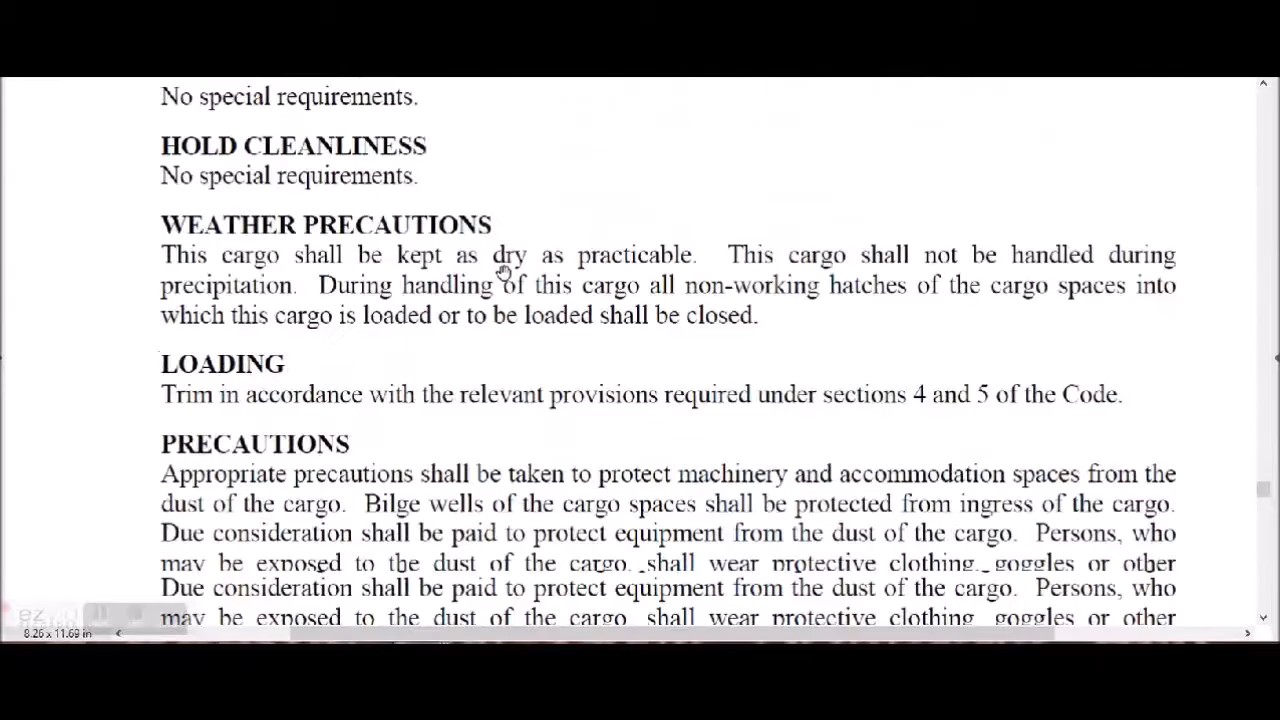 No special requirements.
HOLD CLEANLINESS
No special requirements.
WEATHER PRECAUTIONS
This cargo shall be kept as dry as practicable. This cargo shall not be handled during
precipitation. During handling of this cargo all non-working hatches of the cargo spaces into
which this cargo is loaded or to be loaded shall be closed.
LOADING
Trim in accordance with the relevant provisions required under sections 4 and 5 of the Code.
PRECAUTIONS
Appropriate precautions shall be taken to protect machinery and accommodation spaces from the
dust of the cargo. Bilge wells of the cargo spaces shall be protected from ingress of the cargo.
Due consideration shall be paid to protect equipment from the dust of the cargo. Persons, who
may be exposed to the dust of the cargo, shall wear protective clothing, goggles or other
Due consideration shall be paid to protect equipment from the dust of the cargo. Persons, who
may be exposed to the dust of the cargo shall wear protective clothing goggles or other
8.26 x 11.69 in